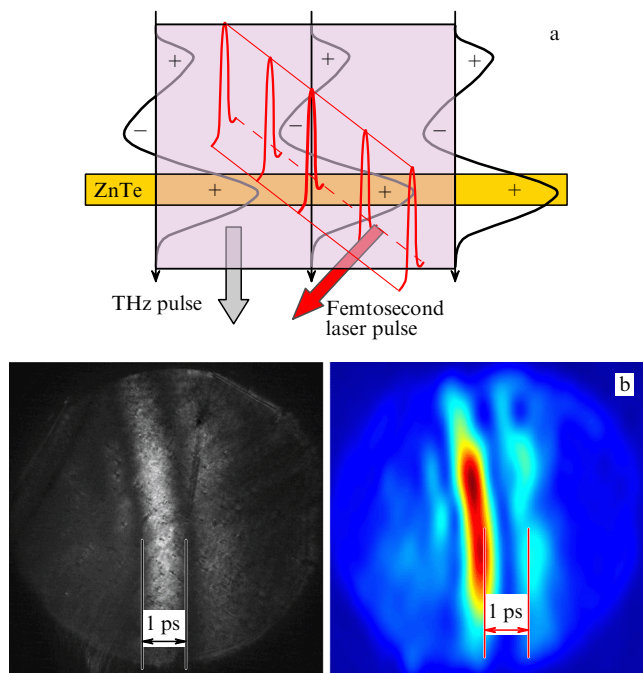 a
+
+
+
−
−
−
ZnTe
+
+
+
THz pulse
Femtosecond
laser pulse
b
1 ps
1 ps